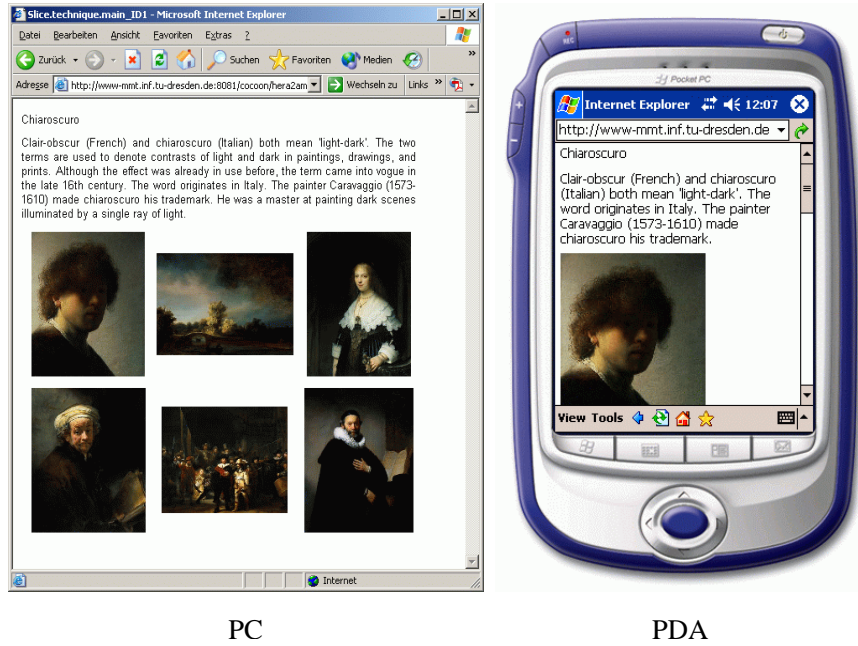 Slice.technique.main_ID1 - Microsoft Internet Explorer
Datei Bearbeiten Ansicht Favoriten Extras ?
Zurück Suchen Favoriten Medien »
Adresse http://www-mmt.inf.tu-dresden.de:8081/cocoon/hera2am Wechseln zu Links »
Chiaroscuro
Clair-obscur (French) and chiaroscuro (Italian) both mean 'light-dark'. The two
terms are used to denote contrasts of light and dark in paintings, drawings, and
prints. Although the effect was already in use before, the term came into vogue in
the late 16th century. The word originates in Italy. The painter Caravaggio (1573-
1610) made chiaroscuro his trademark. He was a master at painting dark scenes
illuminated by a single ray of light.
Internet
PC
REC
Pocket PC
Internet Explorer 12:07
http://www-mmt.inf.tu-dresden.de
Chiaroscuro
Clair-obscur (French) and chiaroscuro
(Italian) both mean 'light-dark'. The
word originates in Italy. The painter
Caravaggio (1573-1610) made
chiaroscuro his trademark.
View Tools
PDA